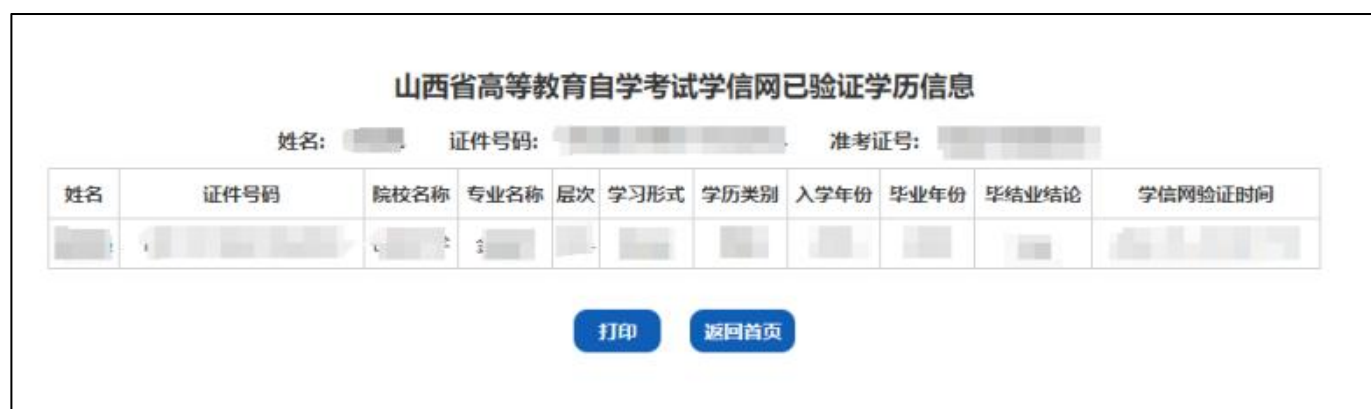 山西省高等教育自学考试学信网已验证学历信息
姓名: 证件号码: 准考证号:
姓名 证件号码 院校名称 专业名称 层次 学习形式 学历类别 入学年份 毕业年份 毕结业结论 学信网验证时间
打印 返回首页